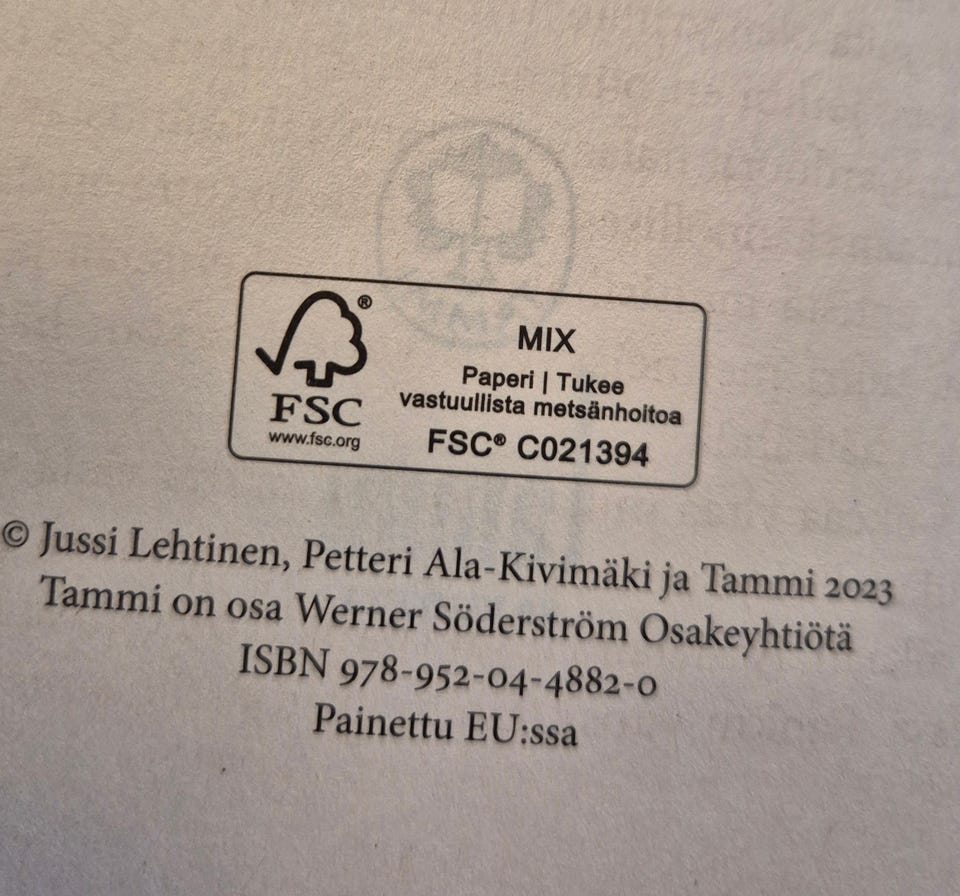 FSC®
www.fsc.org
MIX
Paperi | Tukee
vastuullista metsänhoitoa
FSC® C021394
© Jussi Lehtinen, Petteri Ala-Kivimäki ja Tammi 2023
Tammi on osa Werner Söderström Osakeyhtiötä
ISBN 978-952-04-4882-0
Painettu EU:ssa